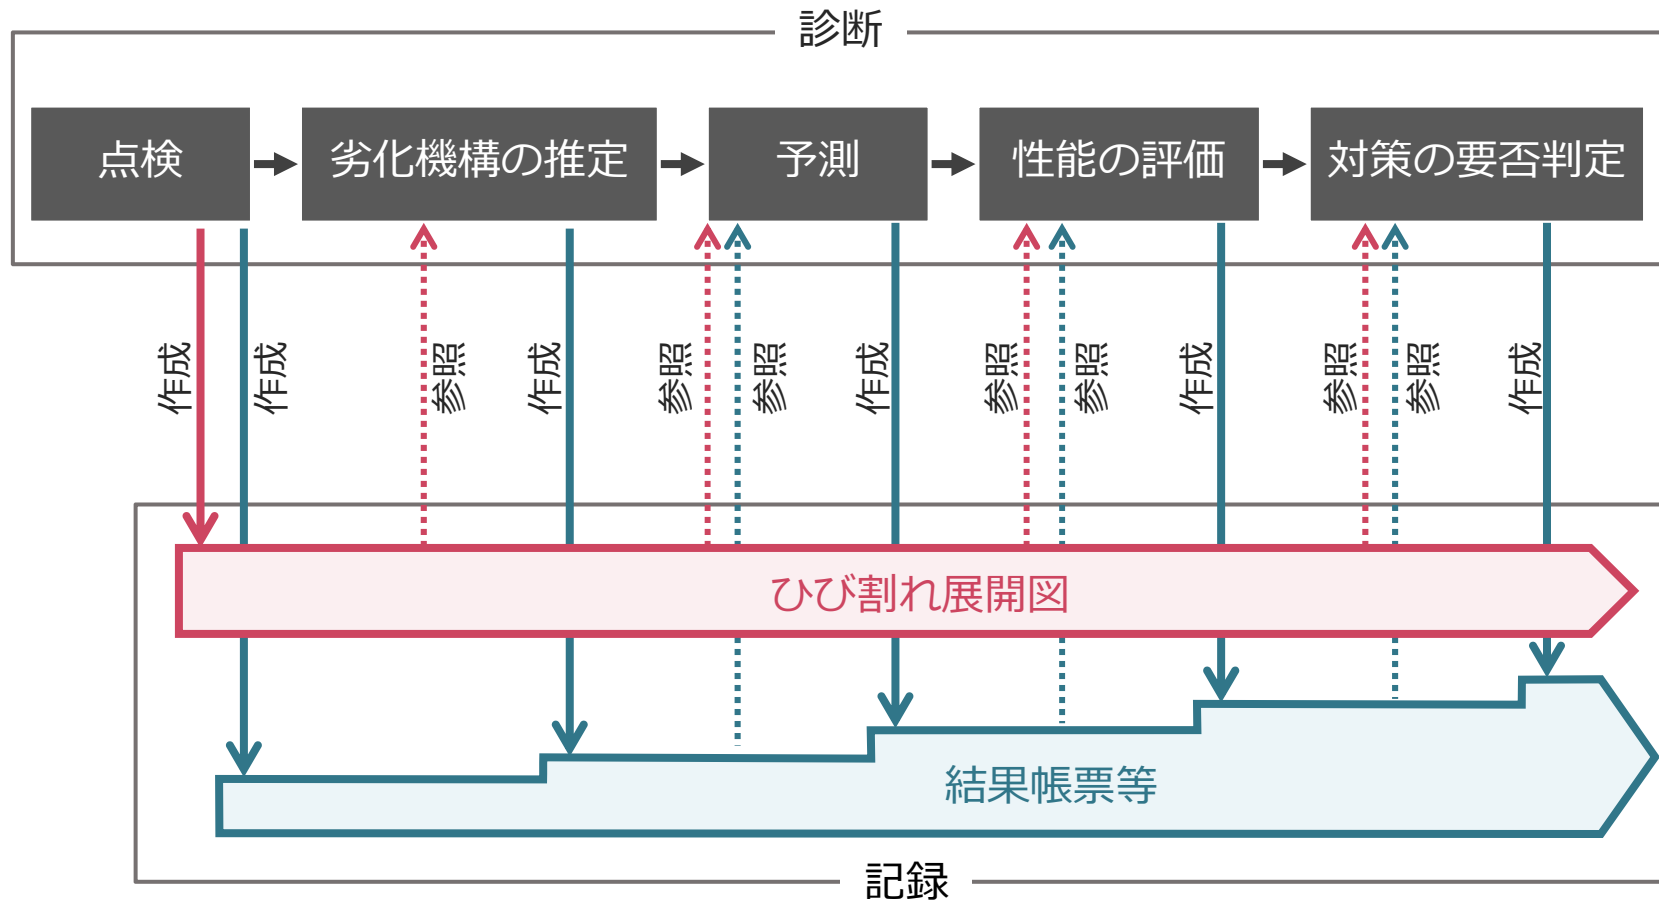 診断
点検
劣化機構の推定
予測
性能の評価
対策の要否判定
作成
作成
参照
作成
参照
参照
作成
参照
参照
作成
参照
参照
作成
ひび割れ展開図
結果帳票等
記録